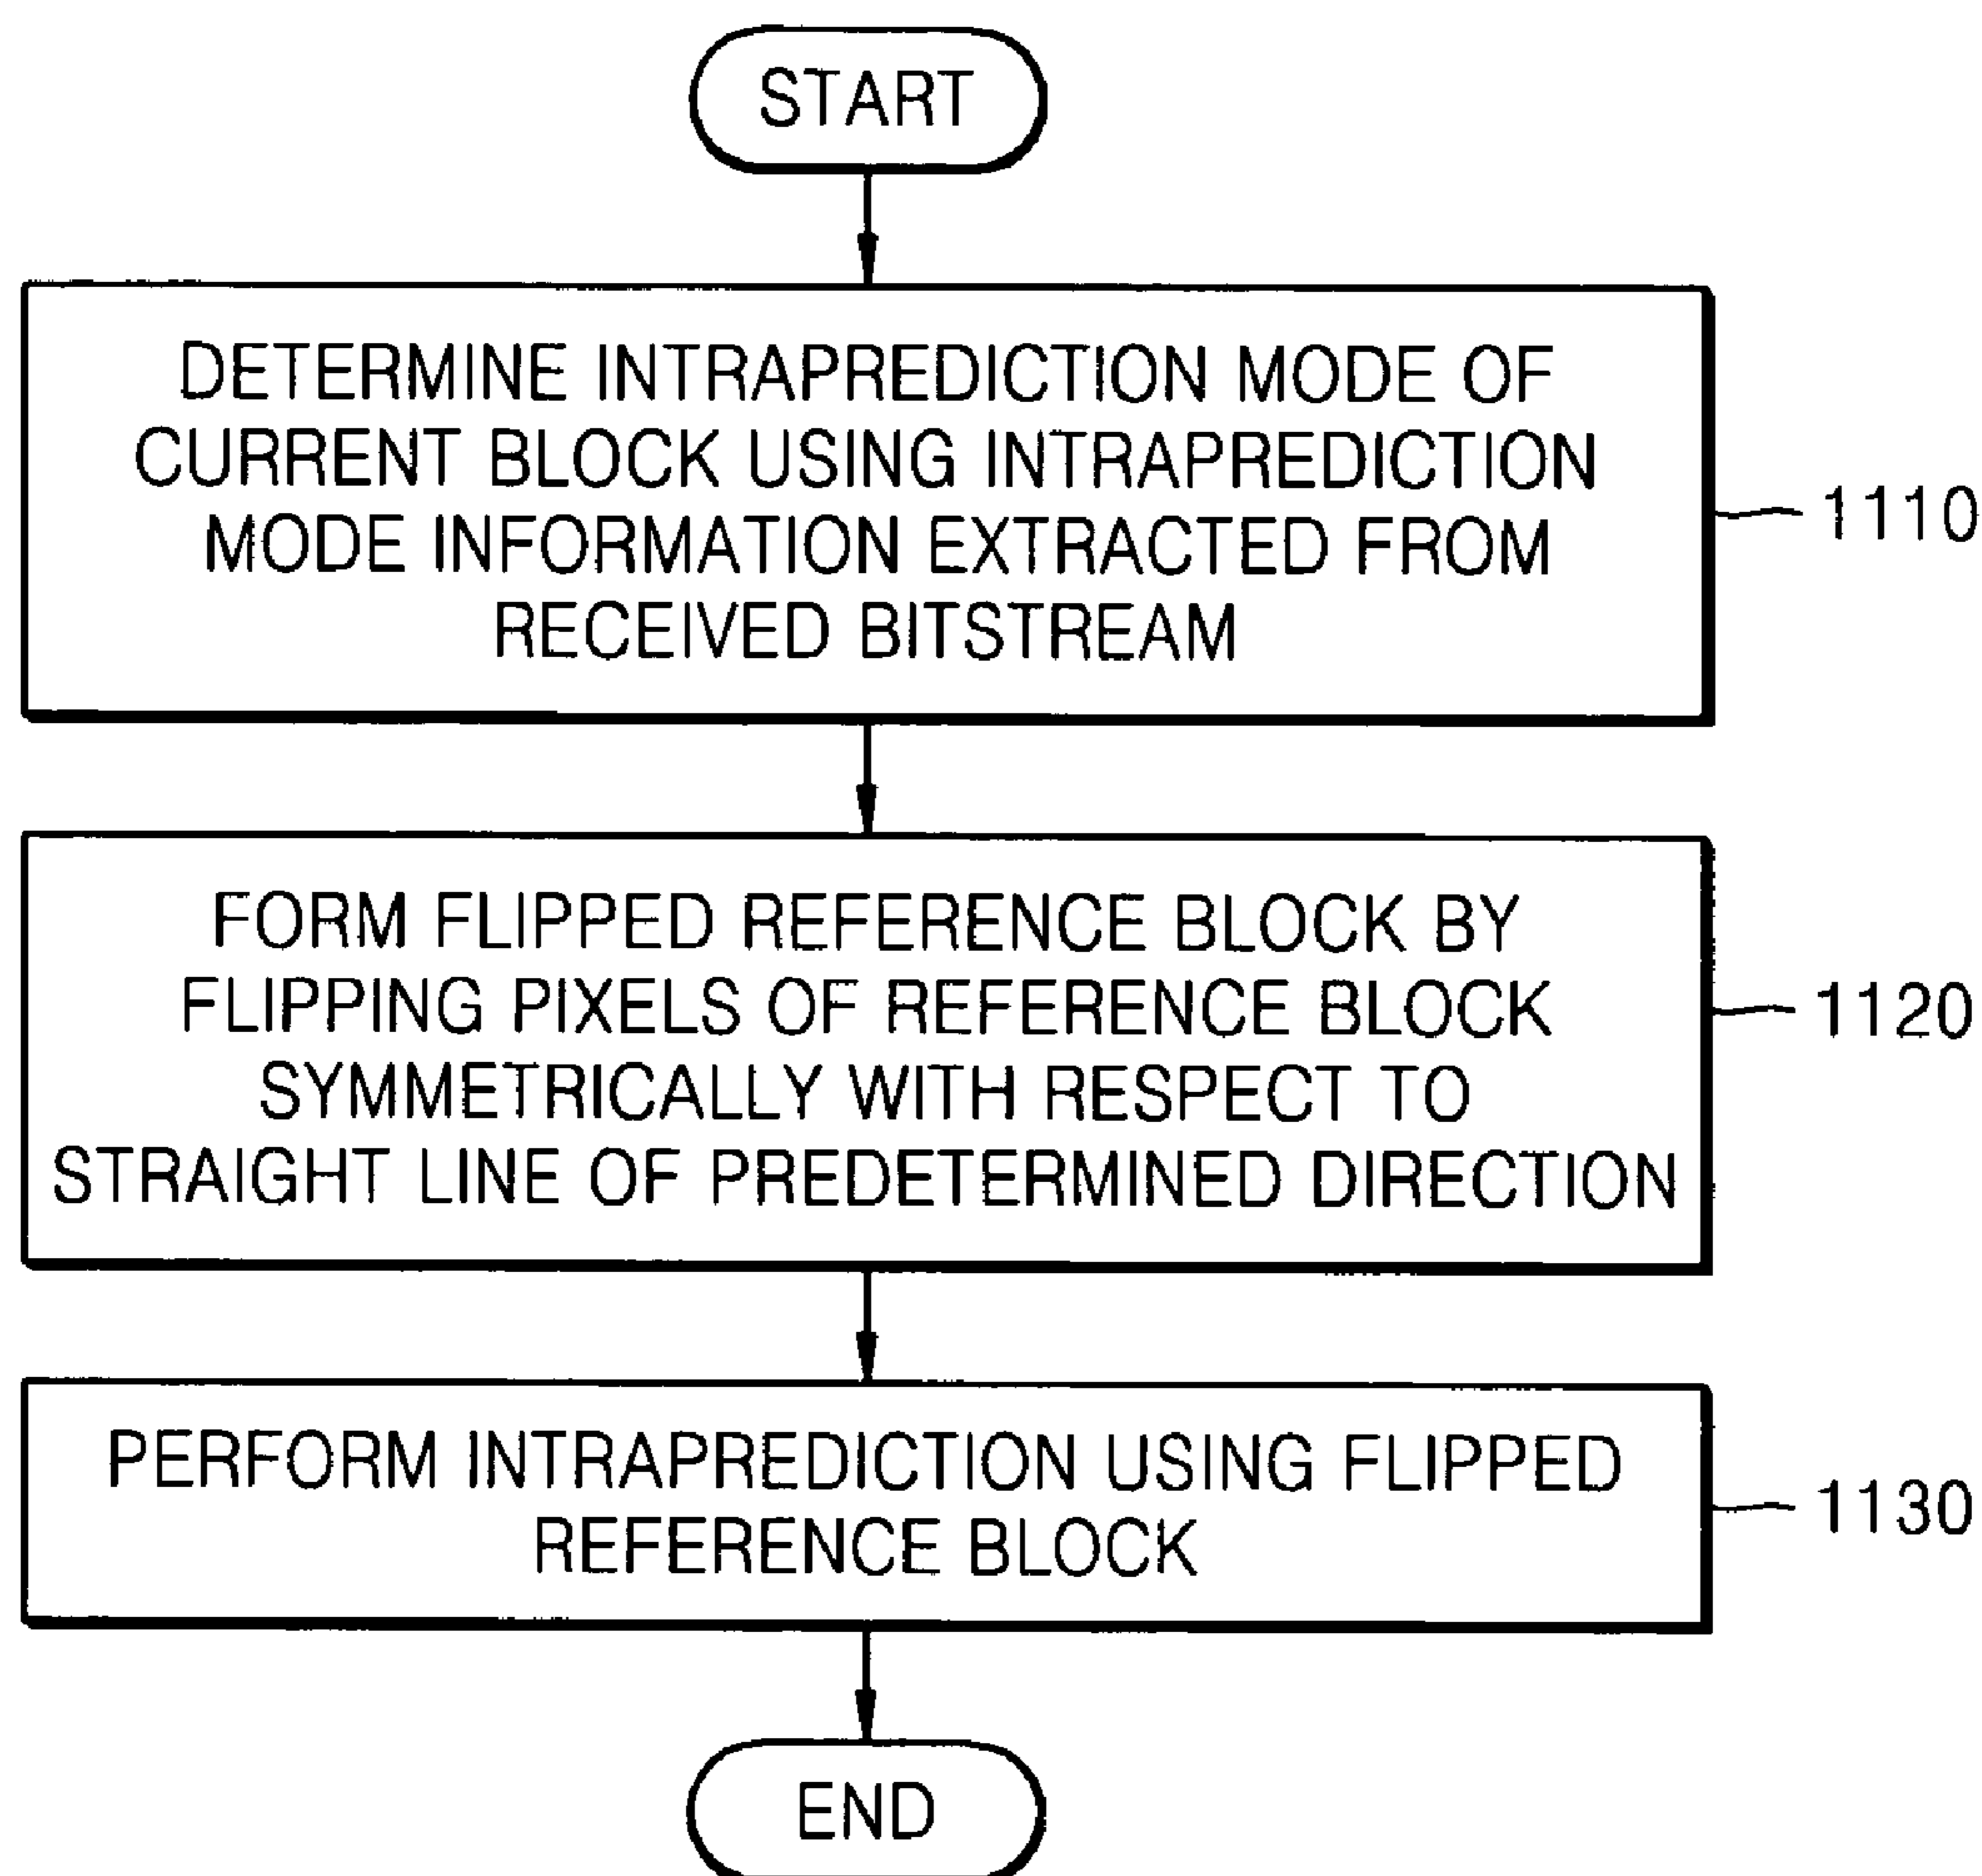 START
DETERMINE INTRAPREDICTION MODE OF
CURRENT BLOCK USING INTRAPREDICTION
MODE INFORMATION EXTRACTED FROM
RECEIVED BITSTREAM
1110
FORM FLIPPED REFERENCE BLOCK BY
FLIPPING PIXELS OF REFERENCE BLOCK
SYMMETRICALLY WITH RESPECT TO
STRAIGHT LINE OF PREDETERMINED DIRECTION
1120
PERFORM INTRAPREDICTION USING FLIPPED
REFERENCE BLOCK
1130
END